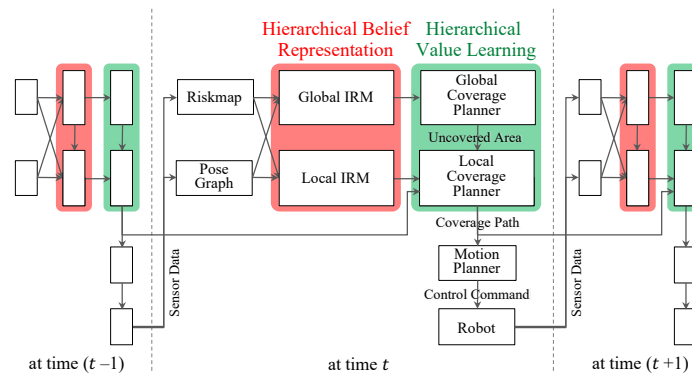 Hierarchical Belief
Representation
Hierarchical
Value Learning
Riskmap
Global IRM
Global
Coverage
Planner
Uncovered Area
Pose
Graph
Local IRM
Local
Coverage
Planner
Coverage Path
Motion
Planner
Control Command
Robot
Sensor Data
Sensor Data
at time (t –1)
at time t
at time (t +1)